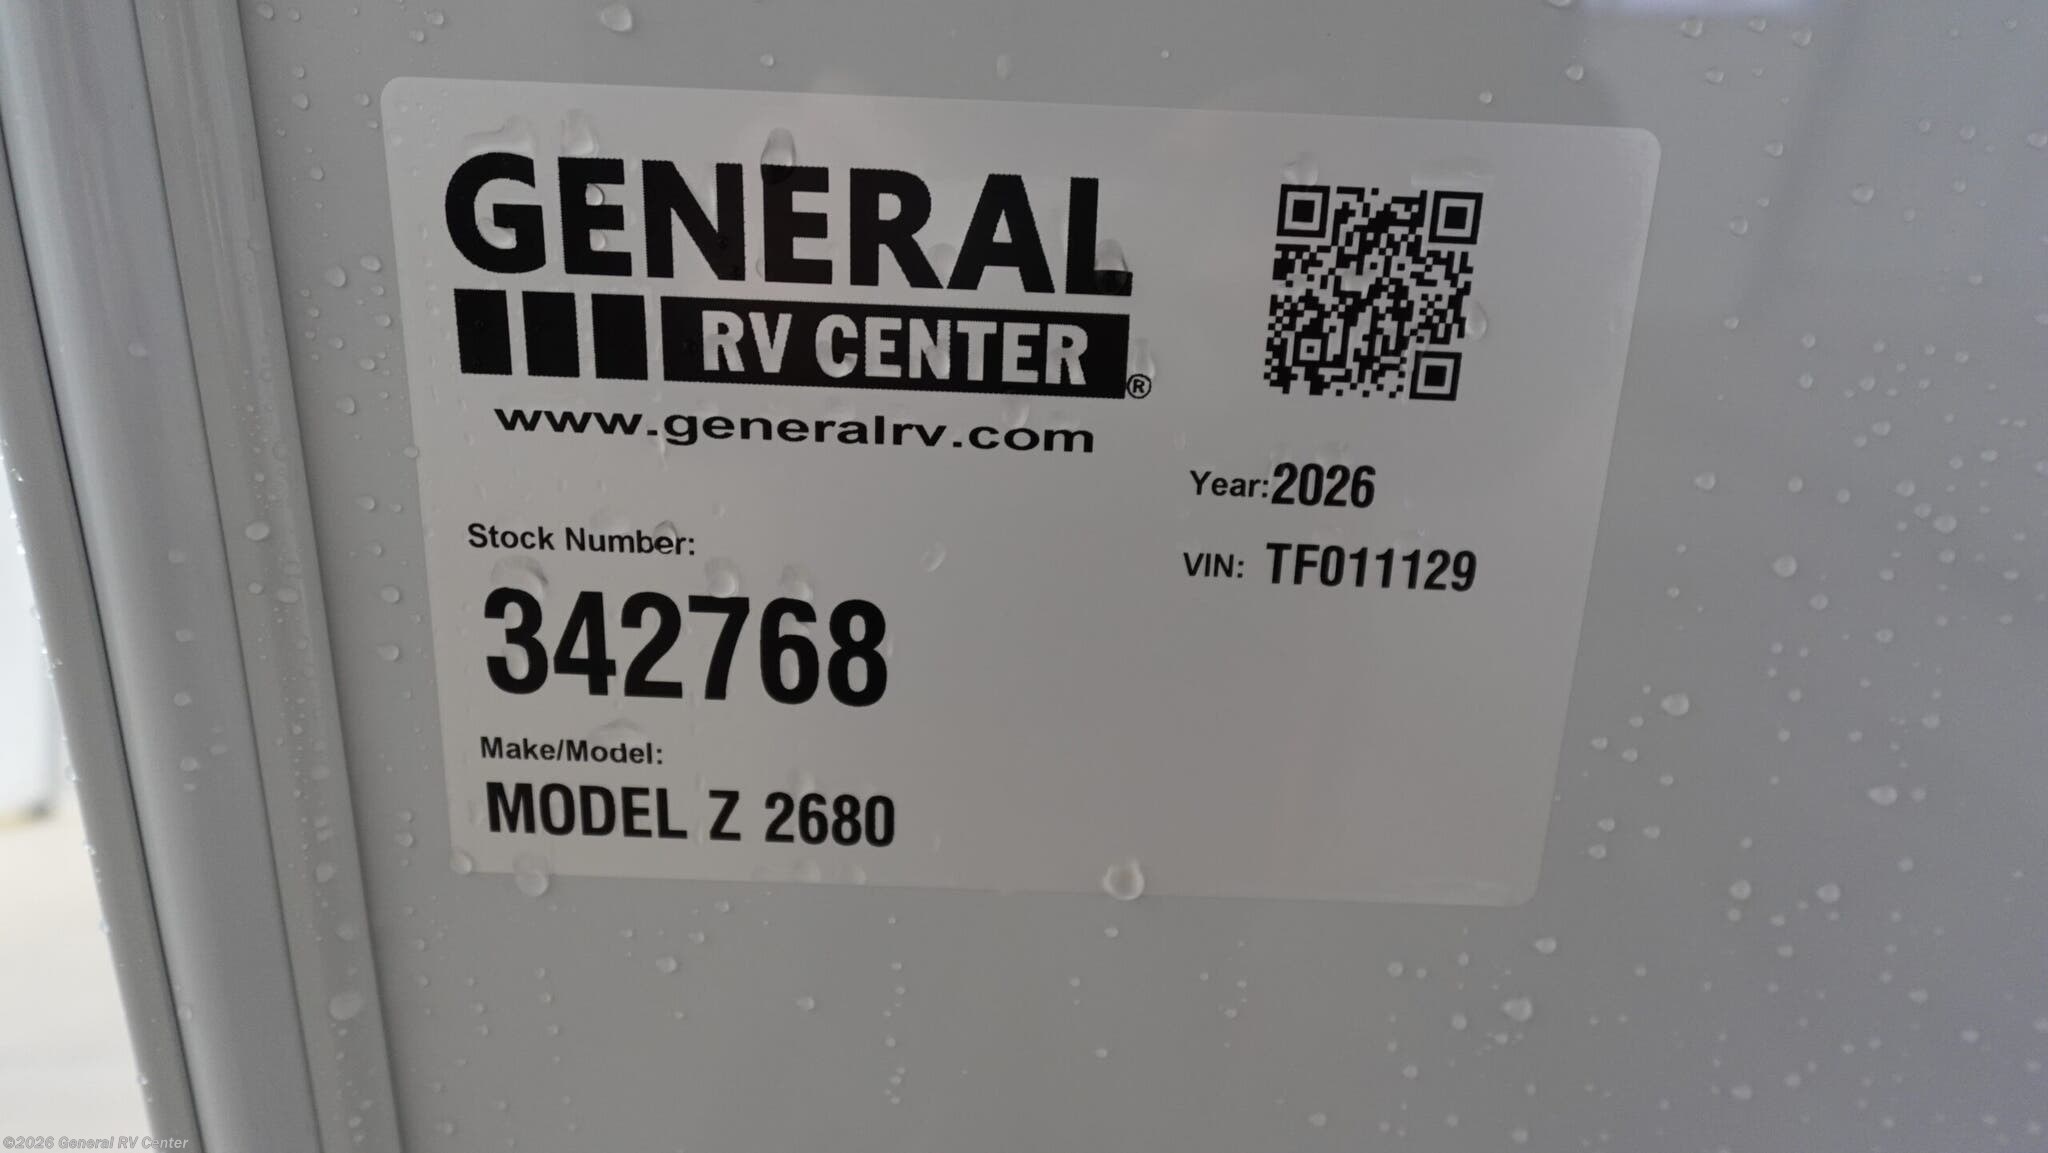 GENERAL
RV CENTER®
www.generalrv.com
Year:2026
VIN: TF011129
Stock Number:
342768
Make/Model:
MODEL Z 2680
©2026 General RV Center